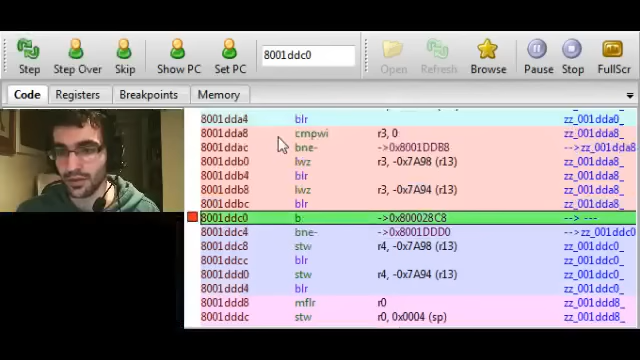 Step Step Over Skip Show PC Set PC 8001ddc0 Open Refresh Browse Pause Stop FullScr
Code Registers Breakpoints Memory
8001dda4 blr zz_001dda0_
8001dda8 cmpwi r3, 0 zz_001dda8_
8001ddac bne- ->0x8001DDB8 -->zz_001dda8
8001ddb0 lwz r3, -0x7A98 (r13) zz_001dda8_
8001ddb4 blr zz_001dda8_
8001ddb8 lwz r3, -0x7A94 (r13) zz_001dda8_
8001ddbc blr zz_001dda8_
8001ddc0 b ->0x800028C8 --> ---
8001ddc4 bne- ->0x8001DDD0 -->zz_001ddc0
8001ddc8 stw r4, -0x7A98 (r13) zz_001ddc0_
8001ddcc blr zz_001ddc0_
8001ddd0 stw r4, -0x7A94 (r13) zz_001ddc0_
8001ddd4 blr zz_001ddc0_
8001ddd8 mflr r0 zz_001ddd8_
8001dddc stw r0, 0x0004 (sp) zz_001ddd8_